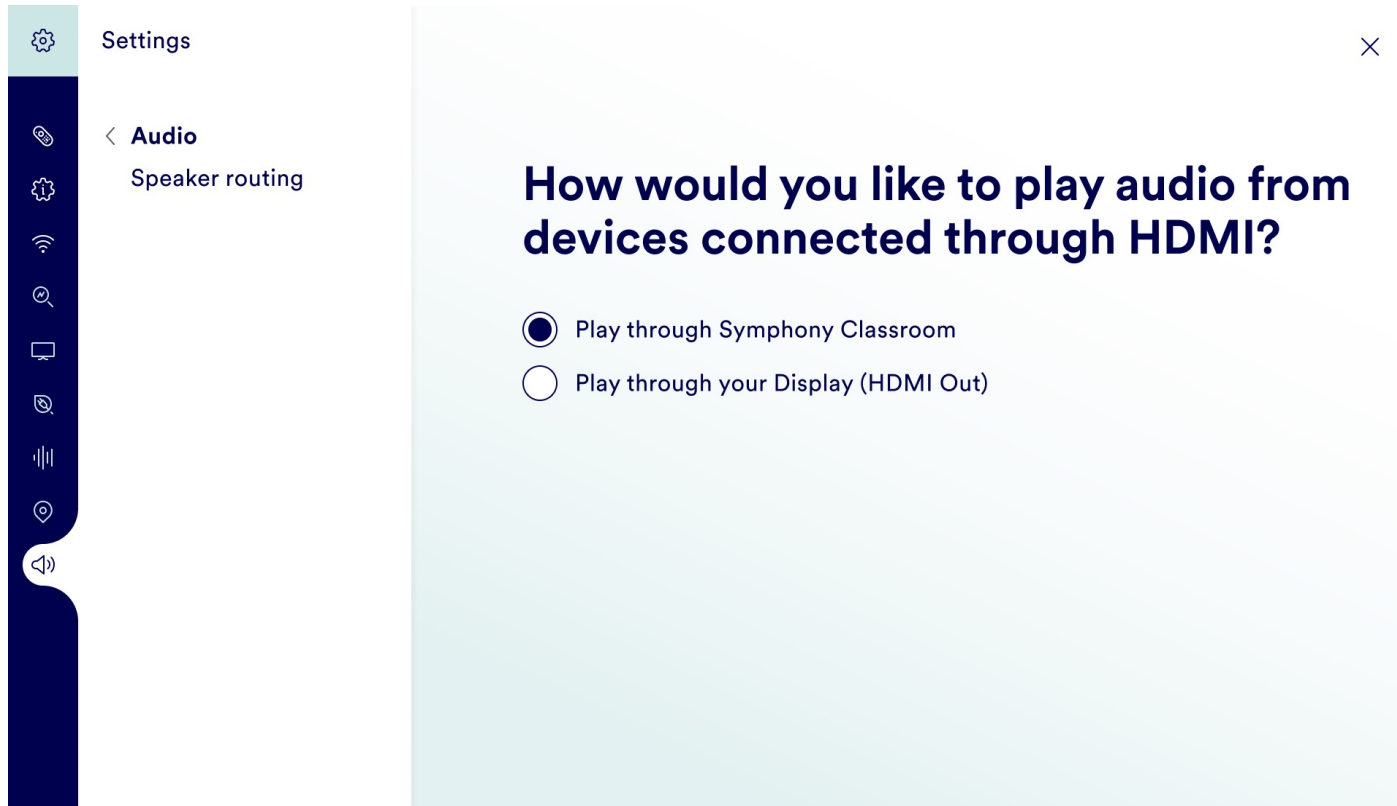 Settings
Audio
Speaker routing
How would you like to play audio from
devices connected through HDMI?
Play through Symphony Classroom
Play through your Display (HDMI Out)